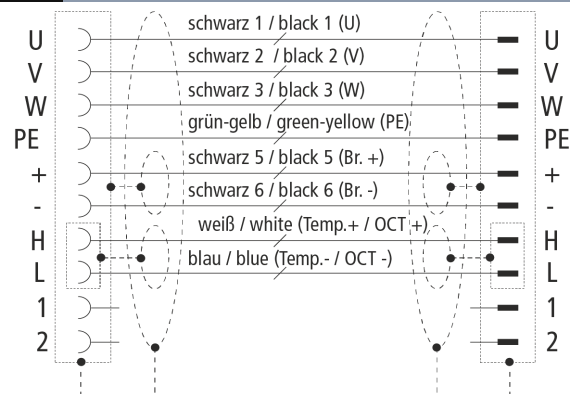 schwarz 1 / black 1 (U)
U U
schwarz 2 / black 2 (V)
V V
schwarz 3 / black 3 (W)
W W
grün-gelb / green-yellow (PE)
PE PE
schwarz 5 / black 5 (Br. +)
+ +
schwarz 6 / black 6 (Br. -)
- -
weiß / white (Temp.+ / OCT +)
H H
blau / blue (Temp.- / OCT -)
L L
1 1
2 2